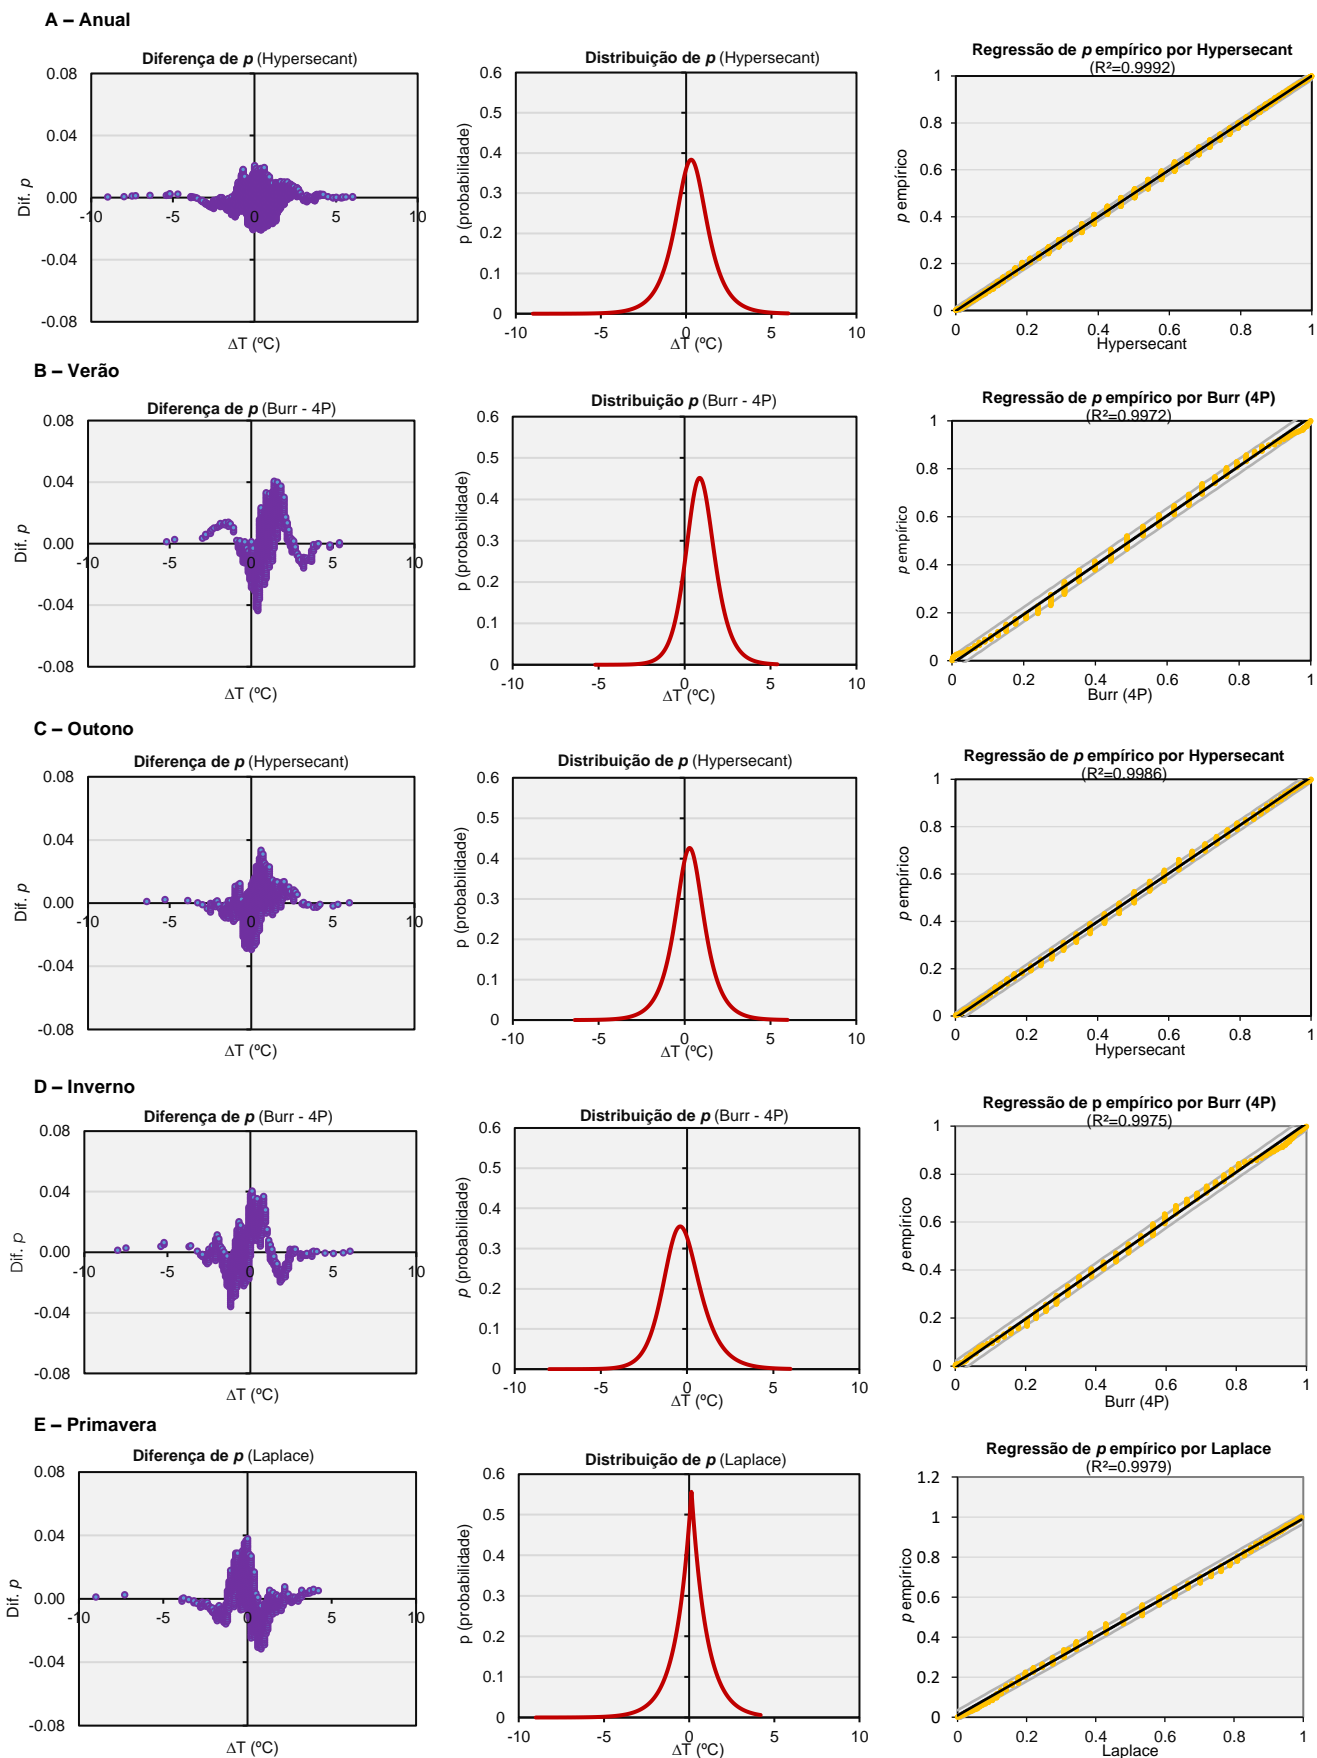 A – Anual
Diferença de p (Hypersecant)
0.08
0.04
0.00
-0.04
-0.08
-10 -5 0 5 10
Dif. p
ΔT (ºC)
Distribuição de p (Hypersecant)
0.6
0.5
0.4
0.3
0.2
0.1
0
-10 -5 0 5 10
p (probabilidade)
ΔT (ºC)
Regressão de p empírico por Hypersecant
(R²=0.9992)
1
0.8
0.6
0.4
0.2
0
0 0.2 0.4 0.6 0.8 1
p empírico
Hypersecant
B – Verão
Diferença de p (Burr - 4P)
0.08
0.04
0.00
-0.04
-0.08
-10 -5 0 5 10
Dif. p
ΔT (ºC)
Distribuição p (Burr - 4P)
0.6
0.5
0.4
0.3
0.2
0.1
0
-10 -5 0 5 10
p (probabilidade)
ΔT (ºC)
Regressão de p empírico por Burr (4P)
(R²=0.9972)
1
0.8
0.6
0.4
0.2
0
0.2 0.4 0.6 0.8 1
p empírico
Burr (4P)
C – Outono
Diferença de p (Hypersecant)
0.08
0.04
0.00
-0.04
-0.08
-10 -5 0 5 10
Dif. p
ΔT (ºC)
Distribuição de p (Hypersecant)
0.6
0.5
0.4
0.3
0.2
0.1
0
-10 -5 0 5 10
p (probabilidade)
ΔT (ºC)
Regressão de p empírico por Hypersecant
(R²=0.9986)
1
0.8
0.6
0.4
0.2
0
0 0.2 0.4 0.6 0.8 1
p empírico
Hypersecant
D – Inverno
Diferença de p (Burr - 4P)
0.08
0.04
0.00
-0.04
-0.08
-10 -5 0 5 10
Dif. p
ΔT (ºC)
Distribuição de p (Burr - 4P)
0.6
0.5
0.4
0.3
0.2
0.1
0
-10 -5 0 5 10
p (probabilidade)
ΔT (ºC)
Regressão de p empírico por Burr (4P)
(R²=0.9975)
1
0.8
0.6
0.4
0.2
0
0 0.2 0.4 0.6 0.8 1
p empírico
Burr (4P)
E – Primavera
Diferença de p (Laplace)
0.08
0.04
0.00
-0.04
-0.08
-10 -5 0 5 10
Dif. p
ΔT (ºC)
Distribuição de p (Laplace)
0.6
0.5
0.4
0.3
0.2
0.1
0
-10 -5 0 5 10
p (probabilidade)
ΔT (ºC)
Regressão de p empírico por Laplace
(R²=0.9979)
1.2
1
0.8
0.6
0.4
0.2
0
0 0.2 0.4 0.6 0.8 1
p empírico
Laplace